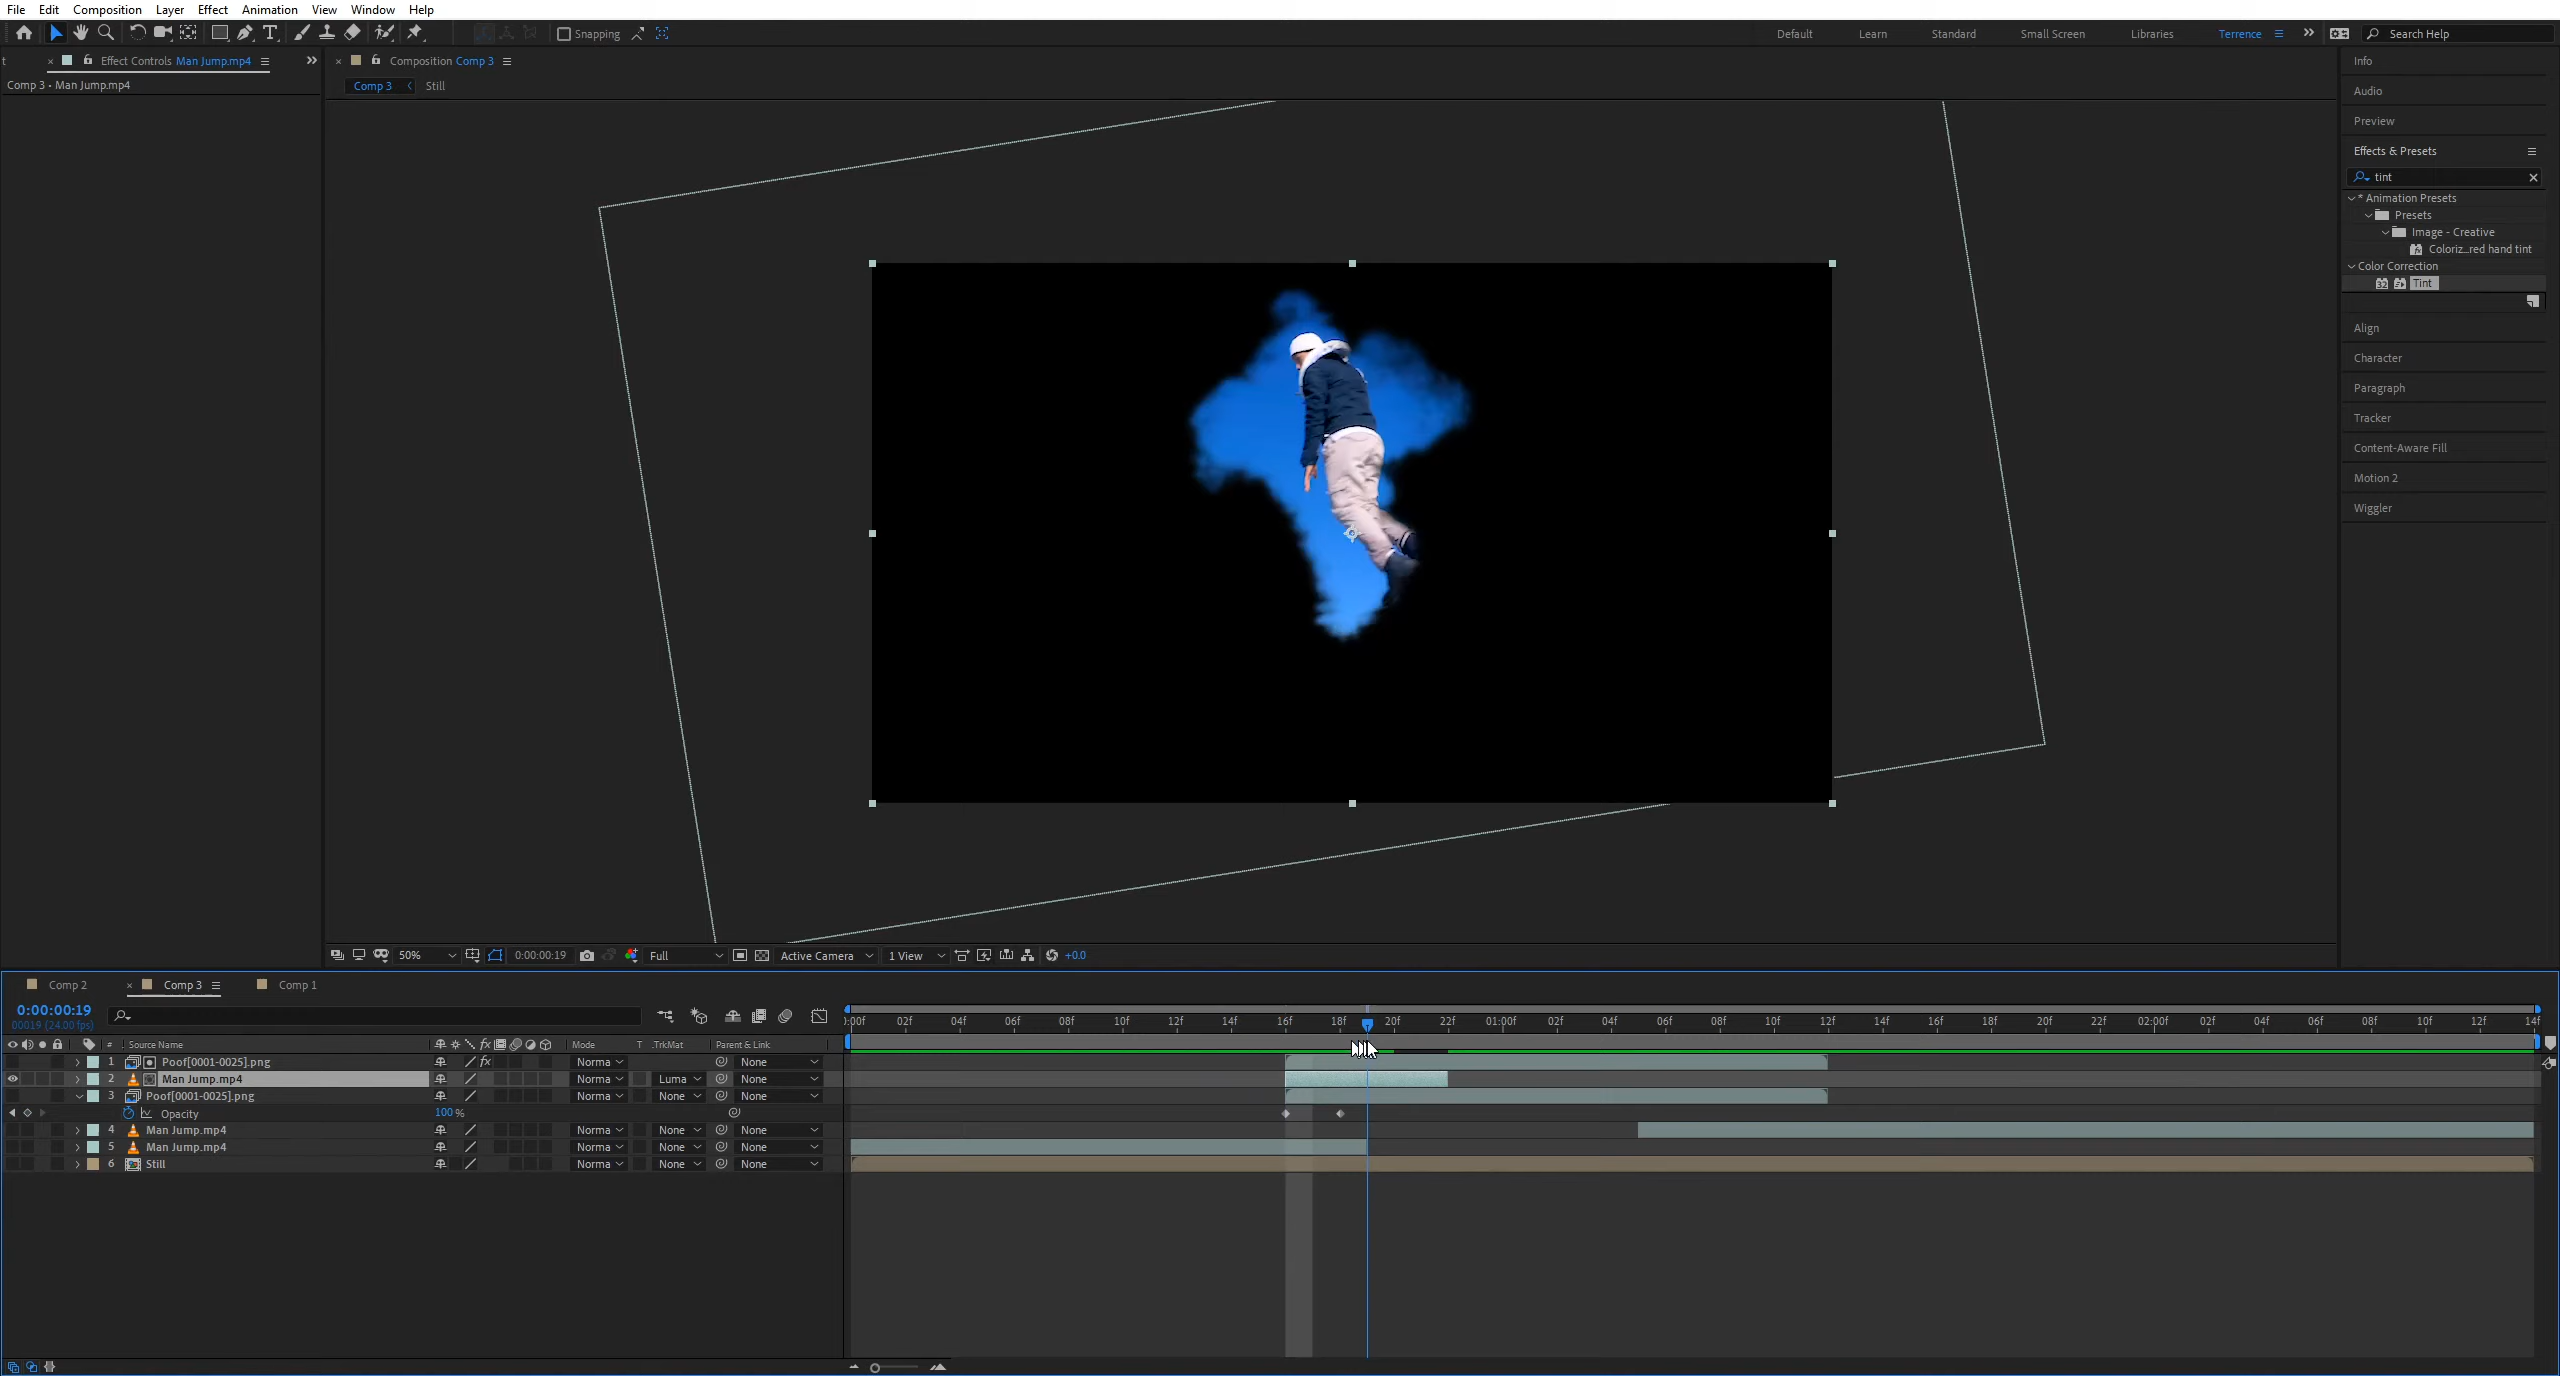 File Edit Composition Layer Effect Animation View Window Help
Snapping Default Learn Standard Small Screen Libraries Terrence Search Help
Effect Controls Man Jump.mp4
Comp 3 • Man Jump.mp4
Composition Comp 3
Comp 3 Still
Info
Audio
Preview
Effects & Presets
tint
* Animation Presets
Presets
Image - Creative
Coloriz...red hand tint
Color Correction
32 Tint
Align
Character
Paragraph
Tracker
Content-Aware Fill
Motion 2
Wiggler
50% 0:00:00:19 Full Active Camera 1 View +0.0
Comp 2 Comp 3 Comp 1
0:00:00:19
00019 (24.00 fps)
:00f 02f 04f 06f 08f 10f 12f 14f 16f 18f 20f 22f 01:00f 02f 04f 06f 08f 10f 12f 14f 16f 18f 20f 22f 02:00f 02f 04f 06f 08f 10f 12f 14f
# Source Name fx Mode T .TrkMat Parent & Link
1 Poof[0001-0025].png fx Norma None
2 Man Jump.mp4 Norma Luma None
3 Poof[0001-0025].png Norma None None
Opacity 100 %
4 Man Jump.mp4 Norma None None
5 Man Jump.mp4 Norma None None
6 Still Norma None None